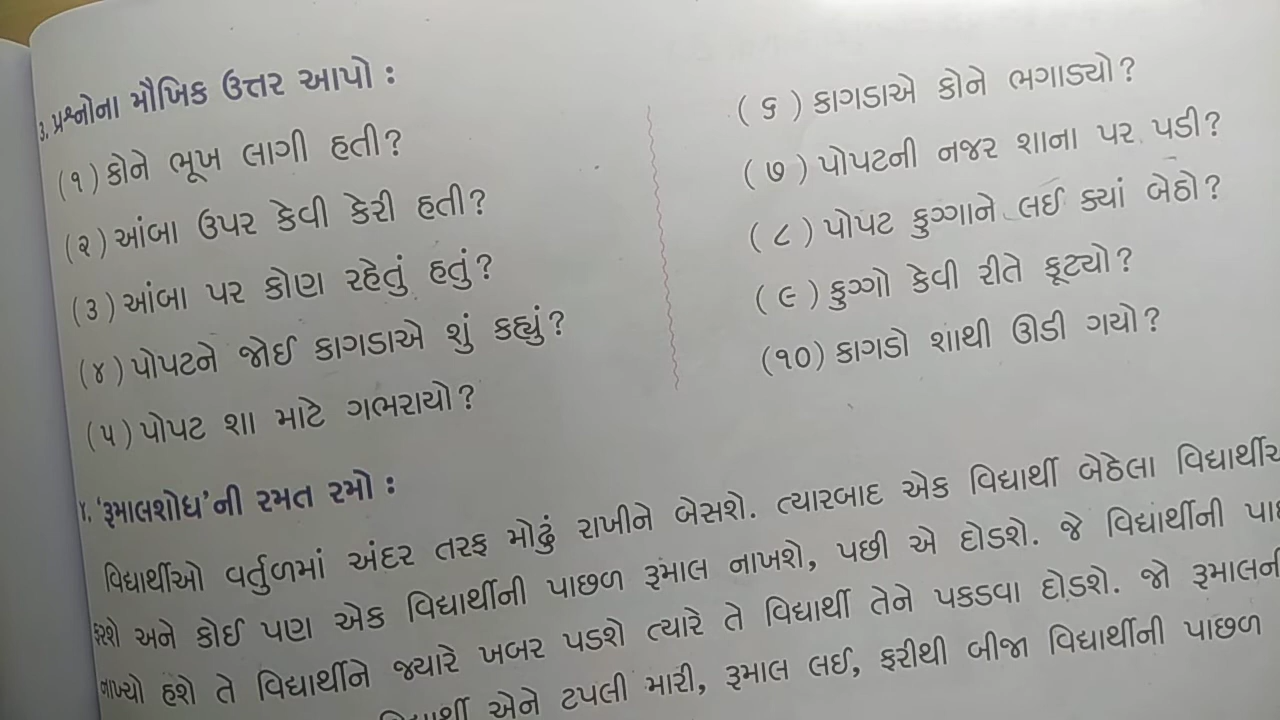 ૩. પ્રશ્નોના મૌખિક ઉત્તર આપો :
(૧) કોને ભૂખ લાગી હતી?
(૨) આંબા ઉપર કેવી કેરી હતી?
(૩) આંબા પર કોણ રહેતું હતું?
(૪) પોપટને જોઈ કાગડાએ શું કહ્યું?
(૫) પોપટ શા માટે ગભરાયો?
(૬) કાગડાએ કોને ભગાડ્યો?
(૭) પોપટની નજર શાના પર પડી?
(૮) પોપટ ફુગ્ગાને લઈ ક્યાં બેઠો?
(૯) ફુગ્ગો કેવી રીતે ફૂટ્યો?
(૧૦) કાગડો શાથી ઊડી ગયો?
૪. ‘રૂમાલશોધ’ની રમત રમો :
વિદ્યાર્થીઓ વર્તુળમાં અંદર તરફ મોઢું રાખીને બેસશે. ત્યારબાદ એક વિદ્યાર્થી બેઠેલા
ફરશે અને કોઈ પણ એક વિદ્યાર્થીની પાછળ રૂમાલ નાખશે, પછી એ દોડશે. જે વિદ્યાર્થીની
નાખ્યો હશે તે વિદ્યાર્થીને જ્યારે ખબર પડશે ત્યારે તે વિદ્યાર્થી તેને પકડવા દોડશે. જો રૂમાલની
એને ટપલી મારી, રૂમાલ લઈ, ફરીથી બીજા વિદ્યાર્થીની પાછળ